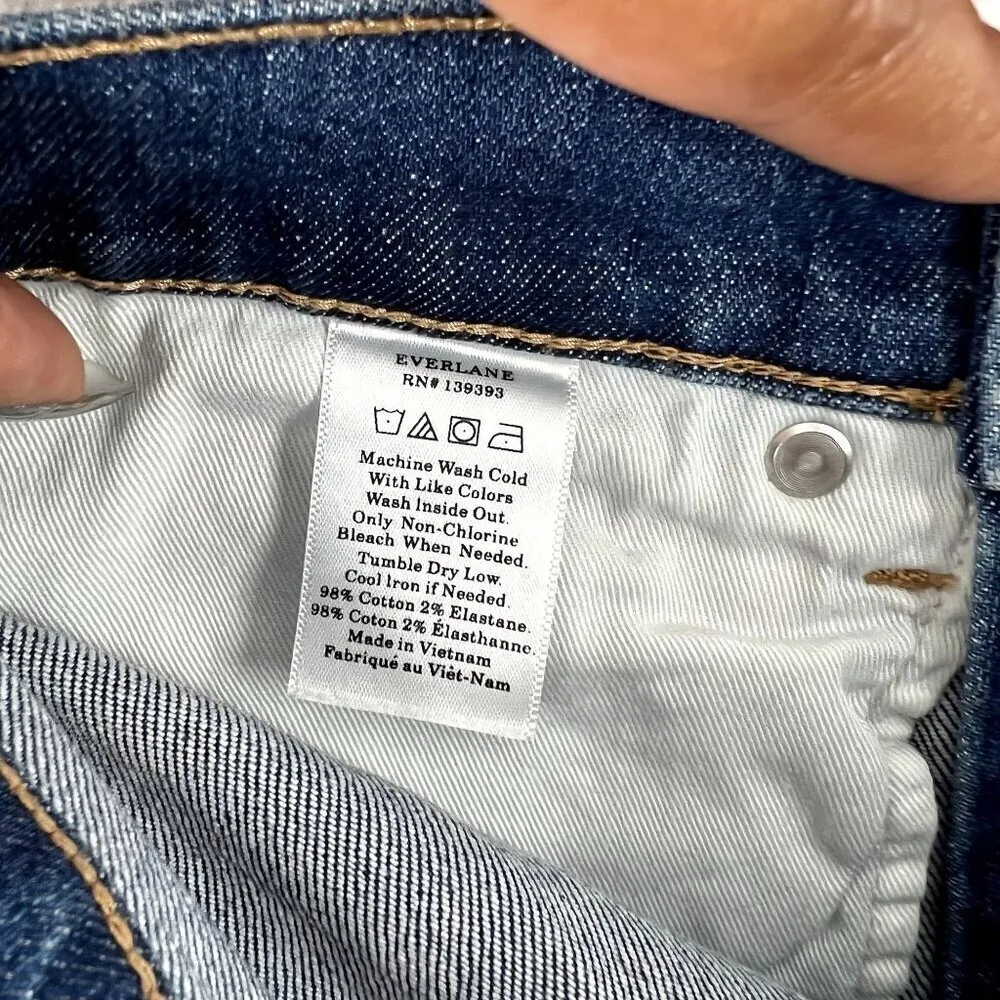 EVERLANE
RN# 139393
Machine Wash Cold
With Like Colors
Wash Inside Out.
Only Non-Chlorine
Bleach When Needed.
Tumble Dry Low.
Cool Iron if Needed.
98% Cotton 2% Elastane.
98% Coton 2% Élasthanne.
Made in Vietnam
Fabriqué au Viêt-Nam